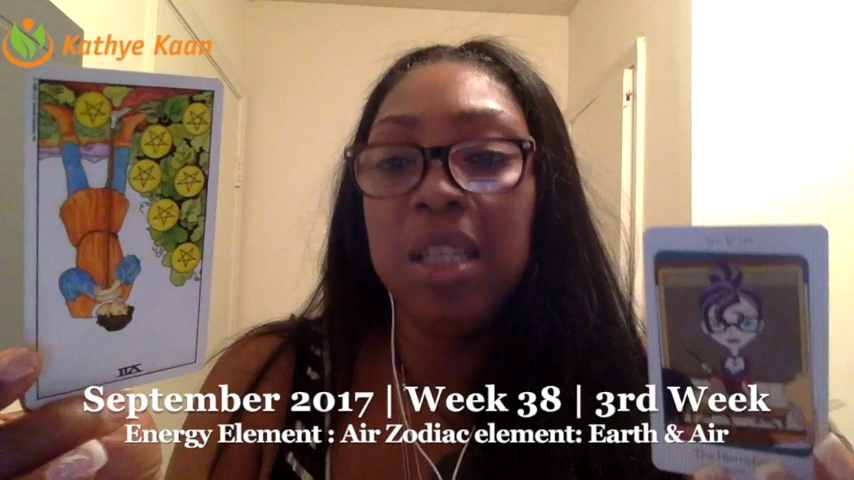 Kathye Kaan
VII
September 2017 | Week 38 | 3rd Week
Energy Element : Air Zodiac element: Earth & Air